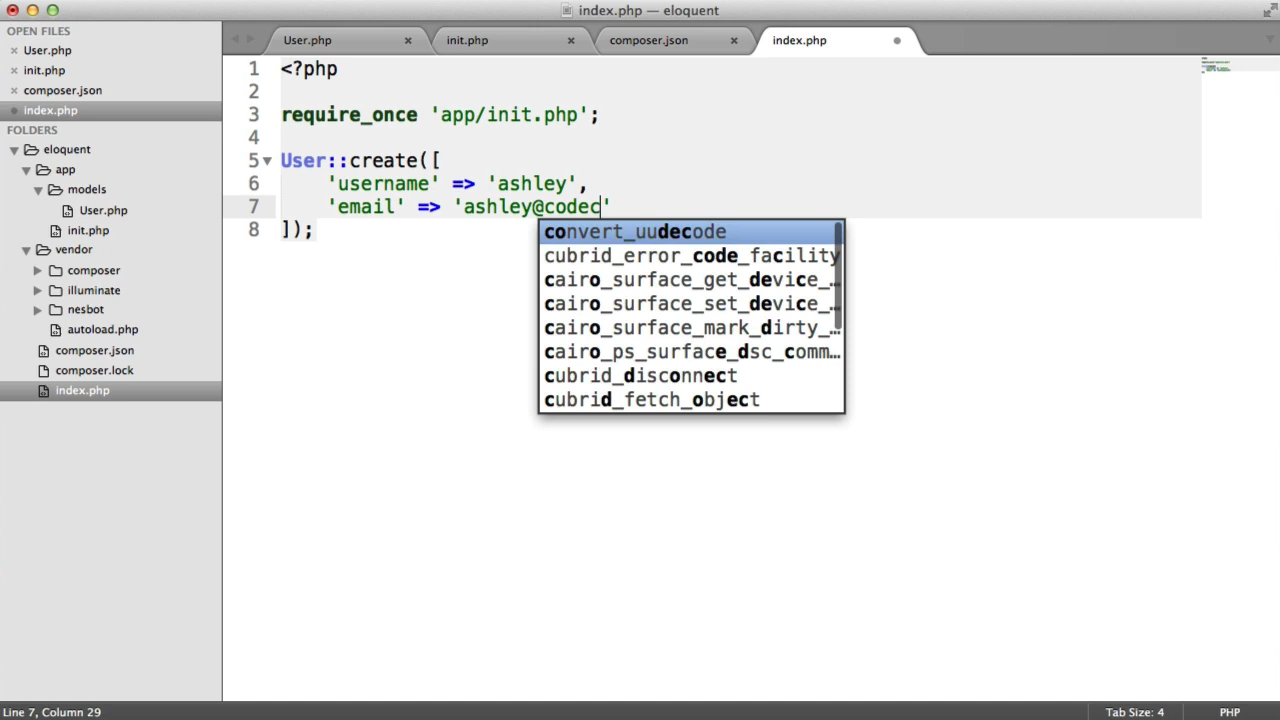 index.php — eloquent
OPEN FILES
User.php
init.php
composer.json
index.php
FOLDERS
eloquent
app
models
User.php
init.php
vendor
composer
illuminate
nesbot
autoload.php
composer.json
composer.lock
index.php
User.php
init.php
composer.json
index.php
1 <?php
2
3 require_once 'app/init.php';
4
5 User::create([
6 'username' => 'ashley',
7 'email' => 'ashley@codec'
8 ]);
convert_uudecode
cubrid_error_code_facility
cairo_surface_get_device_…
cairo_surface_set_device_…
cairo_surface_mark_dirty_…
cairo_ps_surface_dsc_comm…
cubrid_disconnect
cubrid_fetch_object
Line 7, Column 29
Tab Size: 4
PHP